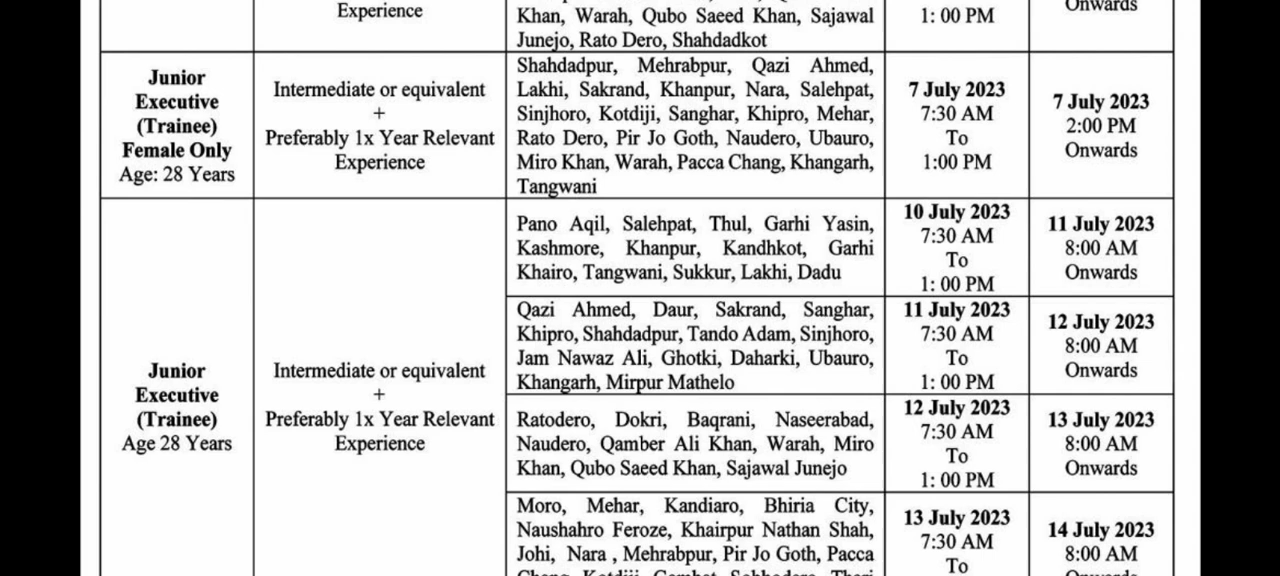 Experience
Khan, Warah, Qubo Saeed Khan, Sajawal
Junejo, Rato Dero, Shahdadkot
1: 00 PM
Onwards
Junior
Executive
(Trainee)
Female Only
Age: 28 Years
Intermediate or equivalent
+
Preferably 1x Year Relevant
Experience
Shahdadpur, Mehrabpur, Qazi Ahmed,
Lakhi, Sakrand, Khanpur, Nara, Salehpat,
Sinjhoro, Kotdiji, Sanghar, Khipro, Mehar,
Rato Dero, Pir Jo Goth, Naudero, Ubauro,
Miro Khan, Warah, Pacca Chang, Khangarh,
Tangwani
7 July 2023
7:30 AM
To
1:00 PM
7 July 2023
2:00 PM
Onwards
Junior
Executive
(Trainee)
Age 28 Years
Intermediate or equivalent
+
Preferably 1x Year Relevant
Experience
Pano Aqil, Salehpat, Thul, Garhi Yasin,
Kashmore, Khanpur, Kandhkot, Garhi
Khairo, Tangwani, Sukkur, Lakhi, Dadu
10 July 2023
7:30 AM
To
1: 00 PM
11 July 2023
8:00 AM
Onwards
Qazi Ahmed, Daur, Sakrand, Sanghar,
Khipro, Shahdadpur, Tando Adam, Sinjhoro,
Jam Nawaz Ali, Ghotki, Daharki, Ubauro,
Khangarh, Mirpur Mathelo
11 July 2023
7:30 AM
To
1: 00 PM
12 July 2023
8:00 AM
Onwards
Ratodero, Dokri, Baqrani, Naseerabad,
Naudero, Qamber Ali Khan, Warah, Miro
Khan, Qubo Saeed Khan, Sajawal Junejo
12 July 2023
7:30 AM
To
1: 00 PM
13 July 2023
8:00 AM
Onwards
Moro, Mehar, Kandiaro, Bhiria City,
Naushahro Feroze, Khairpur Nathan Shah,
Johi, Nara , Mehrabpur, Pir Jo Goth, Pacca
13 July 2023
7:30 AM
To
14 July 2023
8:00 AM